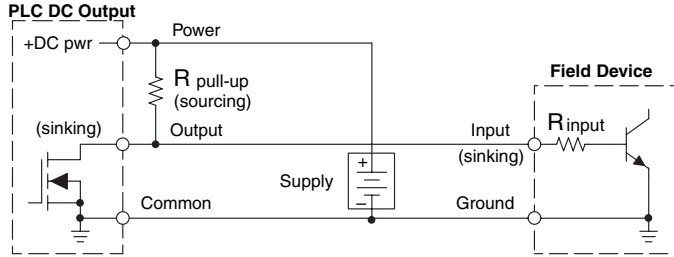 PLC DC Output
+DC pwr
Power
R pull-up
(sourcing)
(sinking)
Output
Supply
+
–
Common
Input
(sinking)
Ground
Field Device
R input